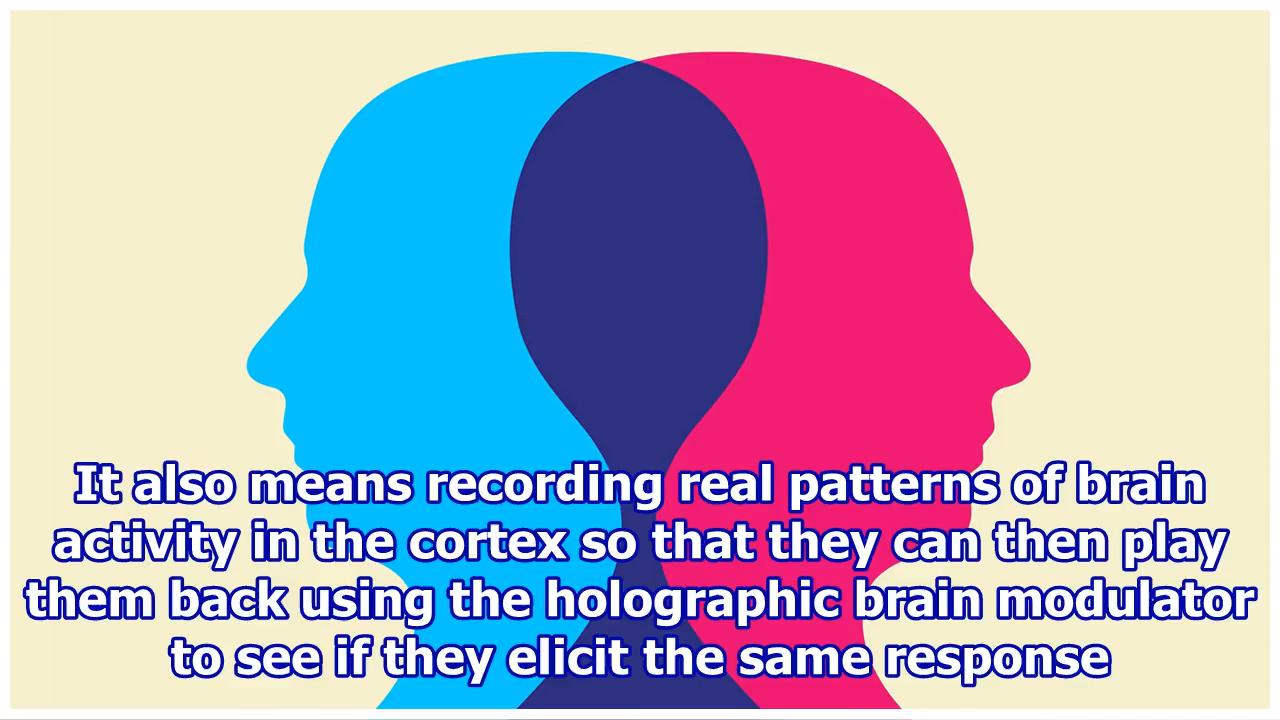 It also means recording real patterns of brain
activity in the cortex so that they can then play
them back using the holographic brain modulator
to see if they elicit the same response